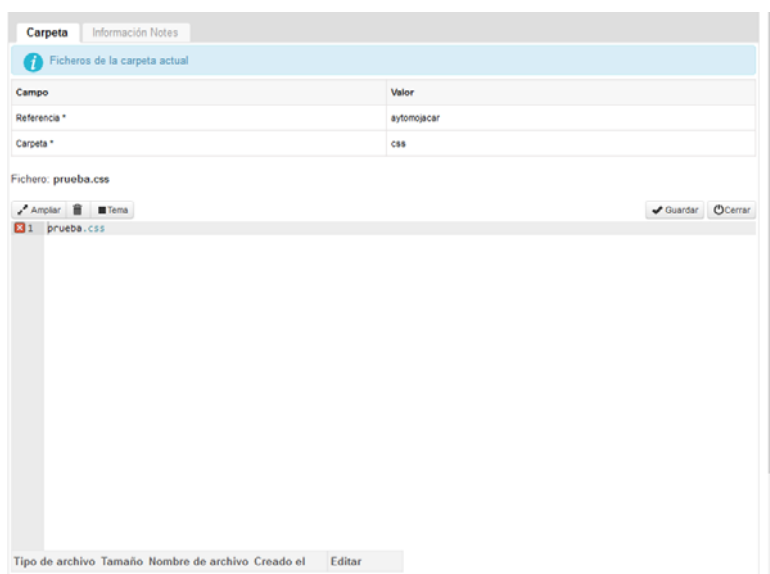 Carpeta Información Notes
i Ficheros de la carpeta actual
Campo Valor
Referencia * aytomojacar
Carpeta * css
Fichero: prueba.css
Ampliar Tema Guardar Cerrar
1 prueba.css
Tipo de archivo Tamaño Nombre de archivo Creado el Editar